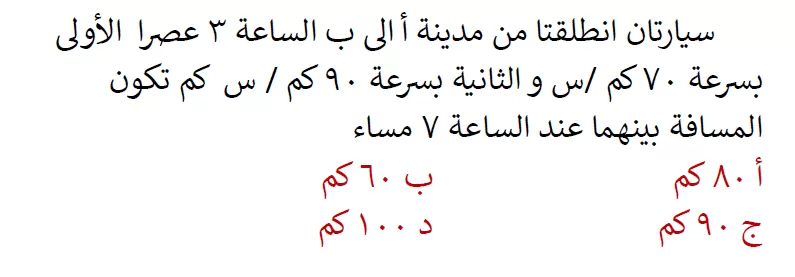 سيارتان انطلقتا من مدينة أ الى ب الساعة ٣ عصرا الأولى
بسرعة ٧٠ كم /س و الثانية بسرعة ٩٠ كم / س كم تكون
المسافة بينهما عند الساعة ٧ مساء
أ ٨٠ كم ب ٦٠ كم
ج ٩٠ كم د ١٠٠ كم